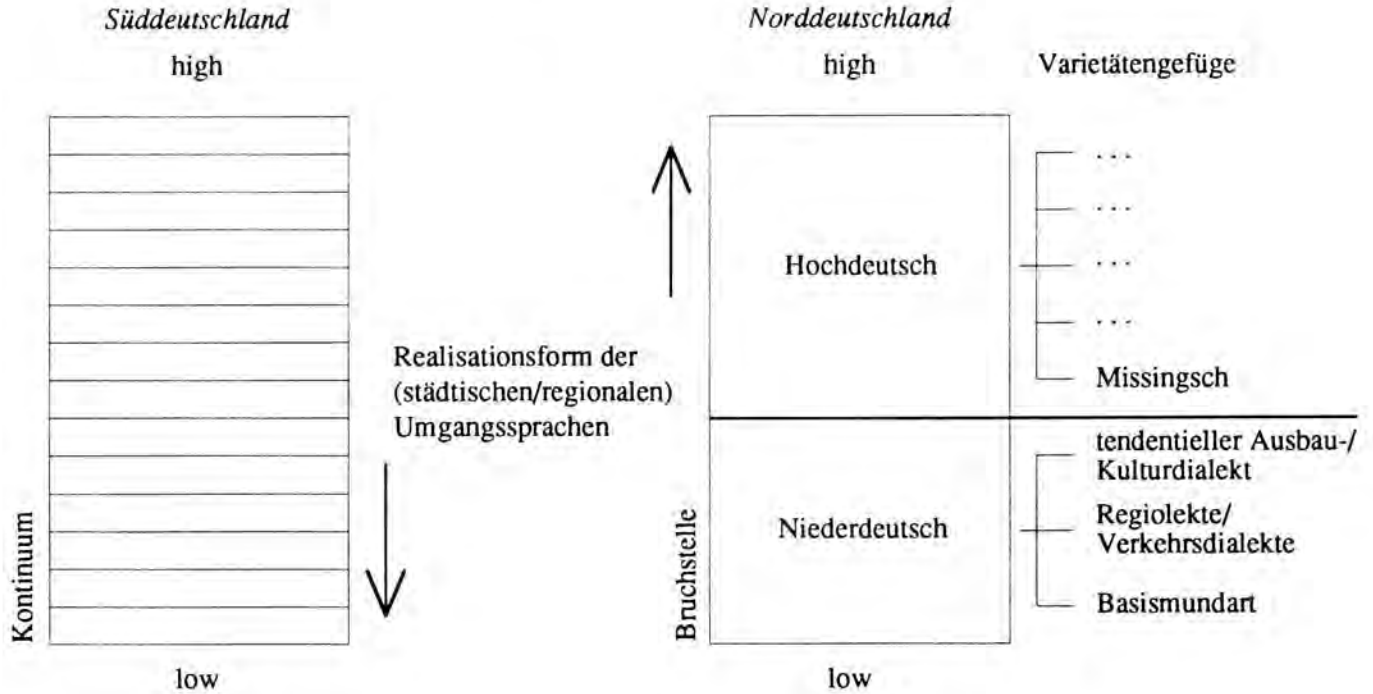 Süddeutschland
high
Kontinuum
low
Realisationsform der
(städtischen/regionalen)
Umgangssprachen
Norddeutschland
high
Varietätengefüge
Hochdeutsch
. . .
. . .
. . .
. . .
Missingsch
Bruchstelle
Niederdeutsch
tendentieller Ausbau-/
Kulturdialekt
Regiolekte/
Verkehrsdialekte
Basismundart
low